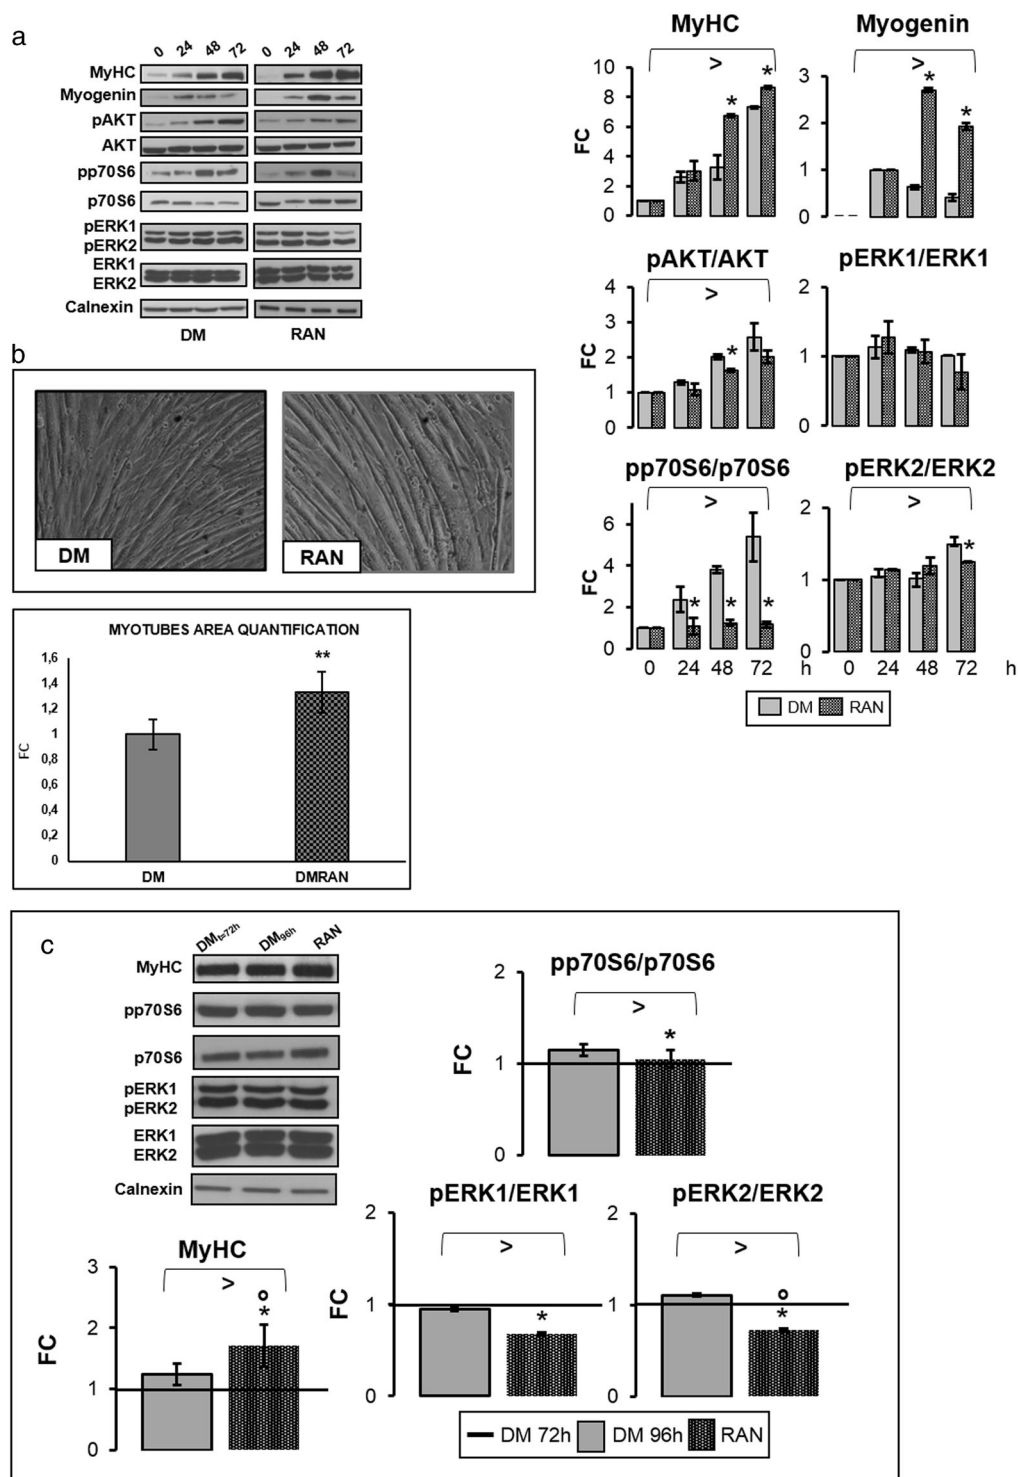 a
0 24 48 72 0 24 48 72
MyHC
Myogenin
pAKT
AKT
pp70S6
p70S6
pERK1
pERK2
ERK1
ERK2
Calnexin
DM RAN
MyHC
>
FC
10
8
6
4
2
0
*
*
Myogenin
>
3
2
1
0
*
*
pAKT/AKT
>
FC
4
3
2
1
0
*
pERK1/ERK1
2
1
0
pp70S6/p70S6
>
FC
6
4
2
0
* * *
0 24 48 72 h
pERK2/ERK2
>
2
1
0
*
0 24 48 72 h
DM RAN
b
DM
RAN
MYOTUBES AREA QUANTIFICATION
FC
1,6
1,4
1,2
1
0,8
0,6
0,4
0,2
0
**
DM DMRAN
c
DMt=72h DM96h RAN
MyHC
pp70S6
p70S6
pERK1
pERK2
ERK1
ERK2
Calnexin
pp70S6/p70S6
>
FC
2
1
0
*
MyHC
>
FC
3
2
1
0
°
*
pERK1/ERK1
>
FC
2
1
0
*
pERK2/ERK2
>
2
1
0
°
*
DM 72h DM 96h RAN